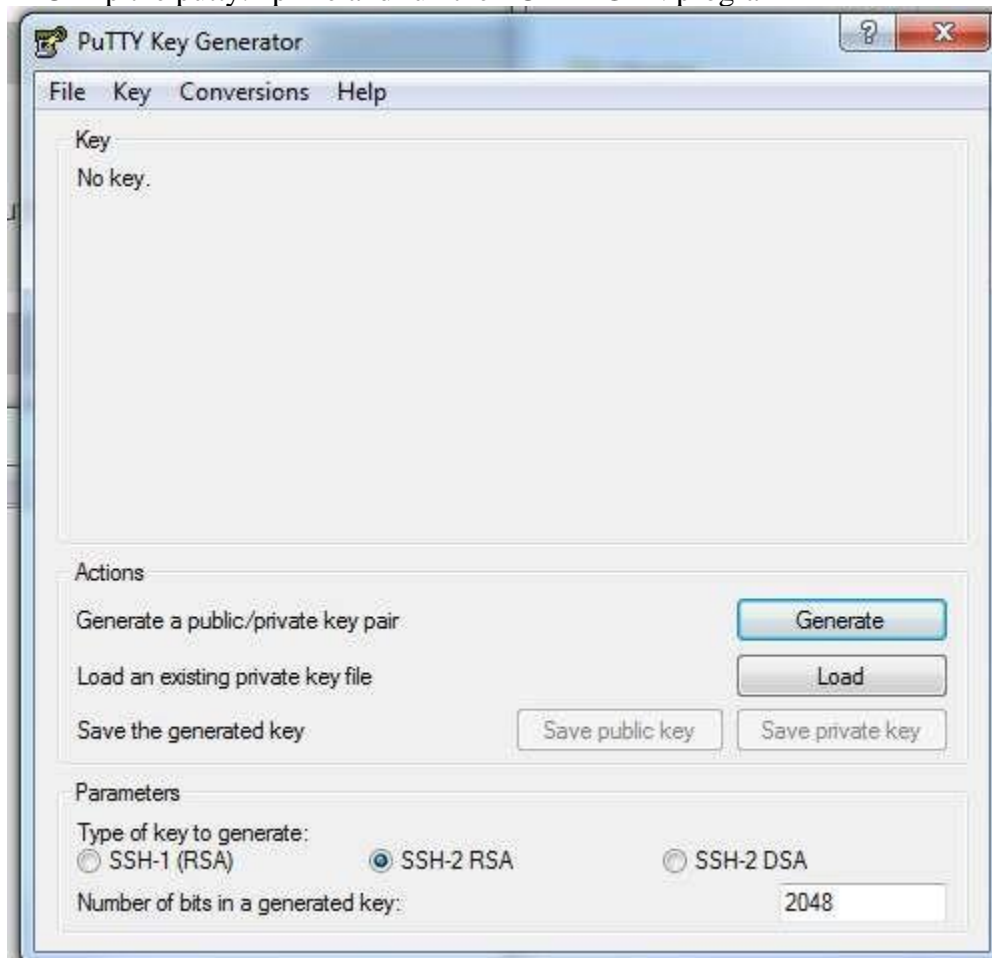 PuTTY Key Generator
File Key Conversions Help
Key
No key.
Actions
Generate a public/private key pair Generate
Load an existing private key file Load
Save the generated key Save public key Save private key
Parameters
Type of key to generate:
SSH-1 (RSA) SSH-2 RSA SSH-2 DSA
Number of bits in a generated key: 2048